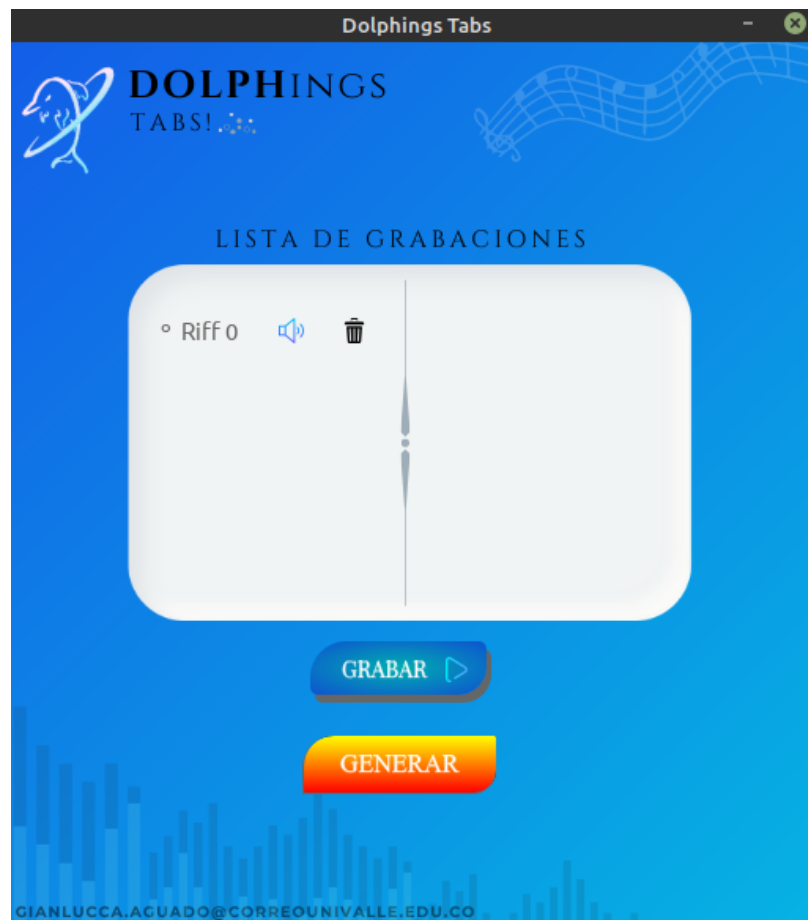 Dolphings Tabs
DOLPHINGS
TABS!
LISTA DE GRABACIONES
° Riff 0
GRABAR
GENERAR
GIANLUCCA.AGUADO@CORREOUNIVALLE.EDU.CO